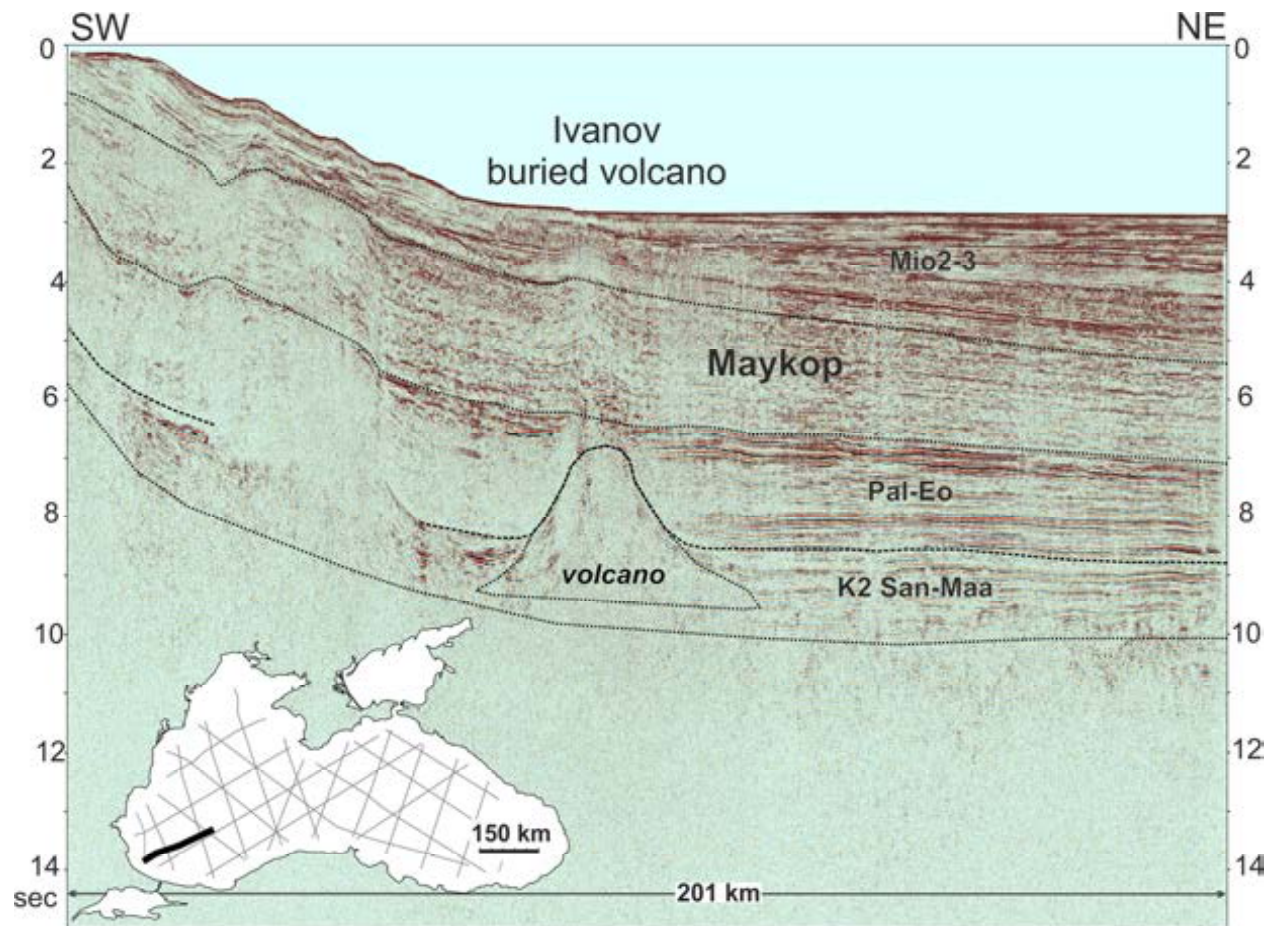 SW NE
0 0
Ivanov
buried volcano
2 2
Mio2-3
4 4
Maykop
6 6
Pal-Eo
8 8
volcano
K2 San-Maa
10 10
12 12
150 km
14 14
sec
201 km